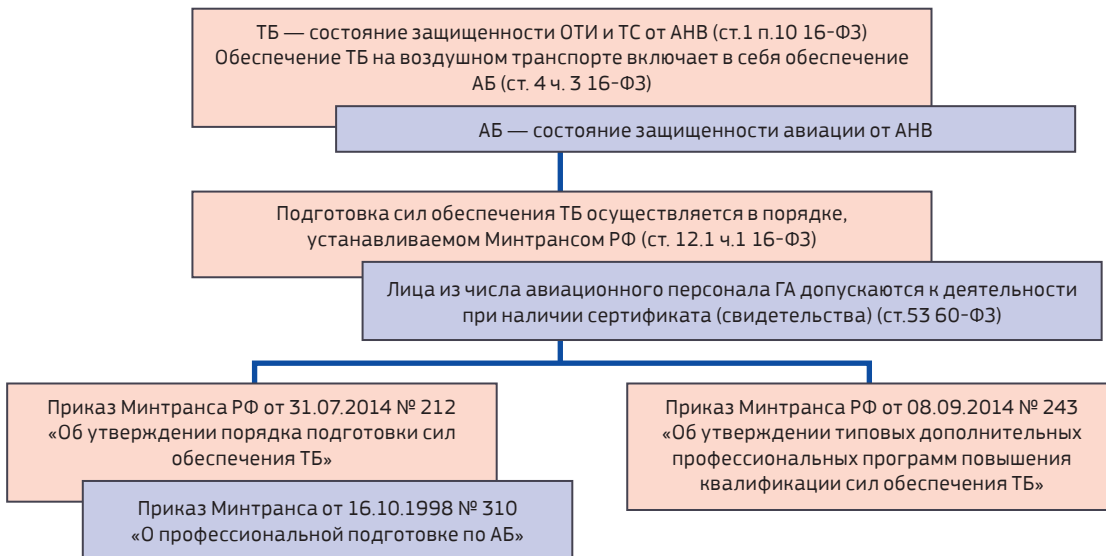 ТБ — состояние защищенности ОТИ и ТС от АНВ (ст.1 п.10 16-ФЗ)
Обеспечение ТБ на воздушном транспорте включает в себя обеспечение
АБ (ст. 4 ч. 3 16-ФЗ)
АБ — состояние защищенности авиации от АНВ
Подготовка сил обеспечения ТБ осуществляется в порядке,
устанавливаемом Минтрансом РФ (ст. 12.1 ч.1 16-ФЗ)
Лица из числа авиационного персонала ГА допускаются к деятельности
при наличии сертификата (свидетельства) (ст.53 60-ФЗ)
Приказ Минтранса РФ от 31.07.2014 № 212
«Об утверждении порядка подготовки сил
обеспечения ТБ»
Приказ Минтранса от 16.10.1998 № 310
«О профессиональной подготовке по АБ»
Приказ Минтранса РФ от 08.09.2014 № 243
«Об утверждении типовых дополнительных
профессиональных программ повышения
квалификации сил обеспечения ТБ»